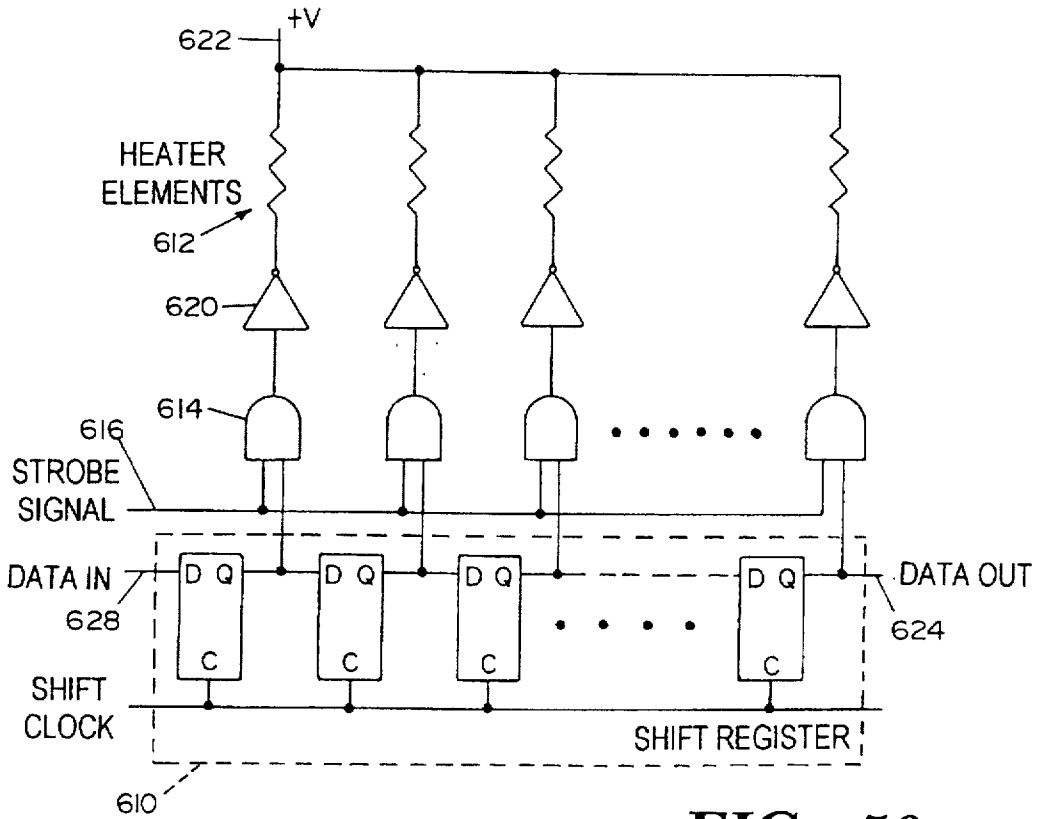 +V
622
HEATER
ELEMENTS
612
620
614
616
STROBE
SIGNAL
DATA IN
D Q
D Q
D Q
D Q
DATA OUT
628
624
C
C
C
C
SHIFT
CLOCK
SHIFT REGISTER
610